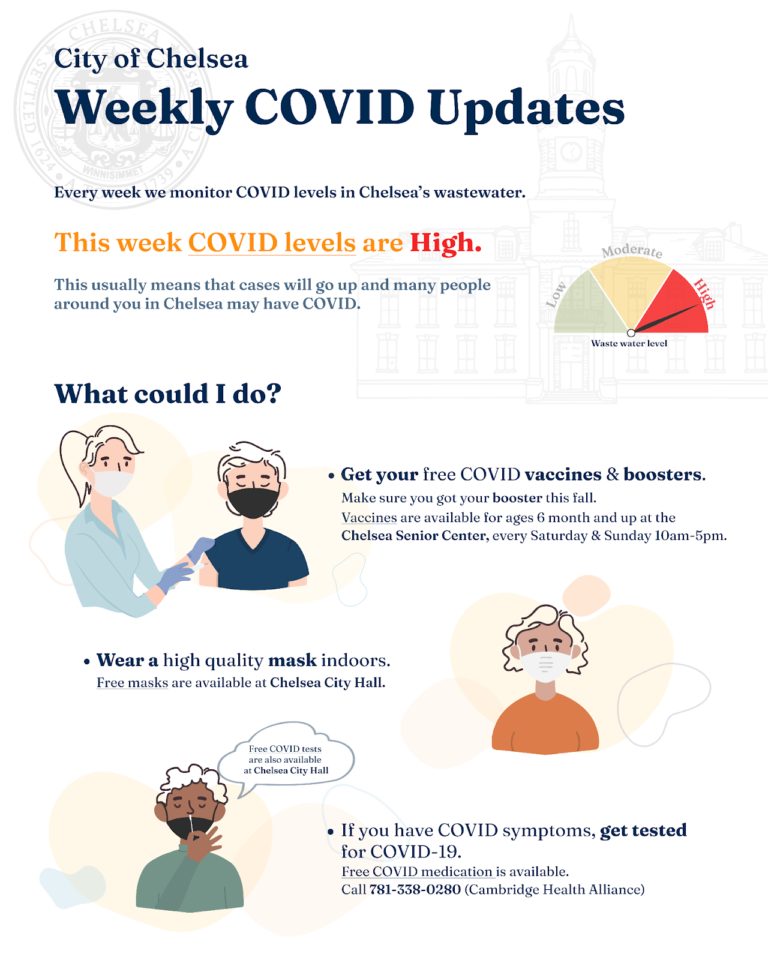 CHELSEA
SETTLED 1624
WINNISIMMET
City of Chelsea
Weekly COVID Updates
Every week we monitor COVID levels in Chelsea's wastewater.
This week COVID levels are High.
This usually means that cases will go up and many people
around you in Chelsea may have COVID.
Low
Moderate
High
Waste water level
What could I do?
• Get your free COVID vaccines & boosters.
Make sure you got your booster this fall.
Vaccines are available for ages 6 month and up at the
Chelsea Senior Center, every Saturday & Sunday 10am-5pm.
• Wear a high quality mask indoors.
Free masks are available at Chelsea City Hall.
Free COVID tests
are also available
at Chelsea City Hall
• If you have COVID symptoms, get tested
for COVID-19.
Free COVID medication is available.
Call 781-338-0280 (Cambridge Health Alliance)